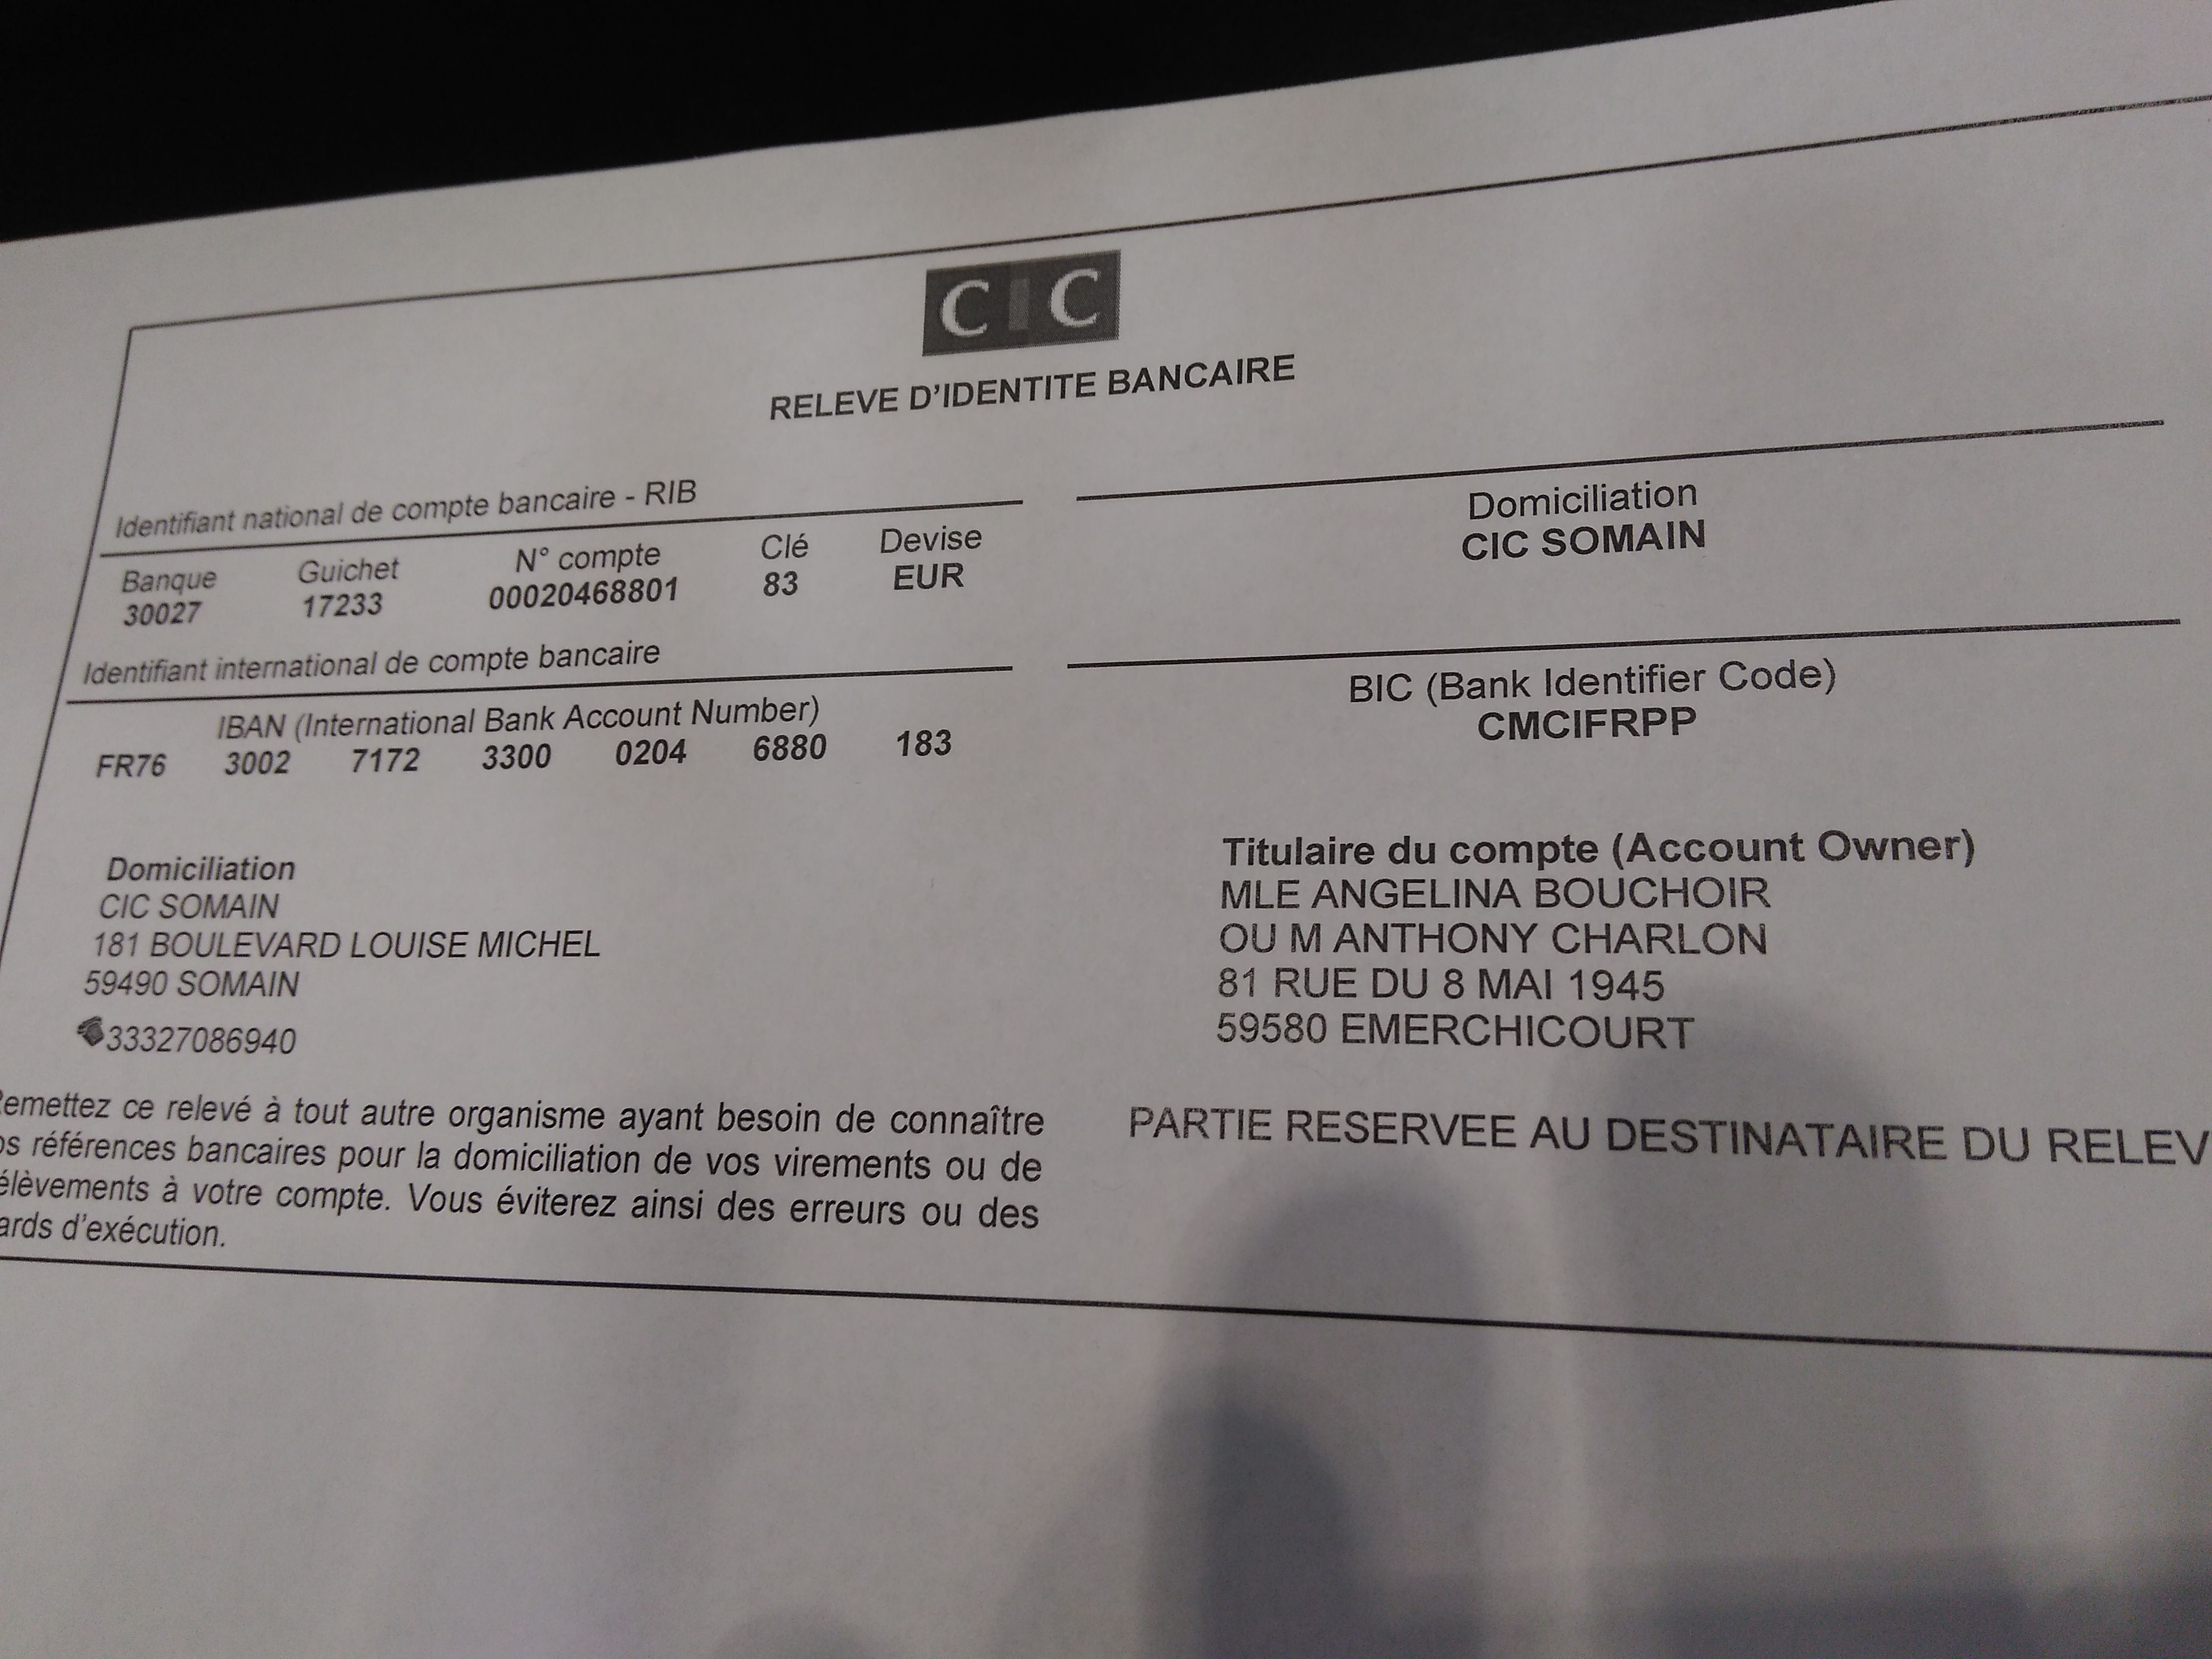 CIC
RELEVE D'IDENTITE BANCAIRE
Identifiant national de compte bancaire - RIB
Banque Guichet N° compte Clé Devise
30027 17233 00020468801 83 EUR
Domiciliation
CIC SOMAIN
Identifiant international de compte bancaire
IBAN (International Bank Account Number)
FR76 3002 7172 3300 0204 6880 183
BIC (Bank Identifier Code)
CMCIFRPP
Domiciliation
CIC SOMAIN
181 BOULEVARD LOUISE MICHEL
59490 SOMAIN
33327086940
Titulaire du compte (Account Owner)
MLE ANGELINA BOUCHOIR
OU M ANTHONY CHARLON
81 RUE DU 8 MAI 1945
59580 EMERCHICOURT
emettez ce relevé à tout autre organisme ayant besoin de connaître
os références bancaires pour la domiciliation de vos virements ou de
élèvements à votre compte. Vous éviterez ainsi des erreurs ou des
ards d'exécution.
PARTIE RESERVEE AU DESTINATAIRE DU RELEV